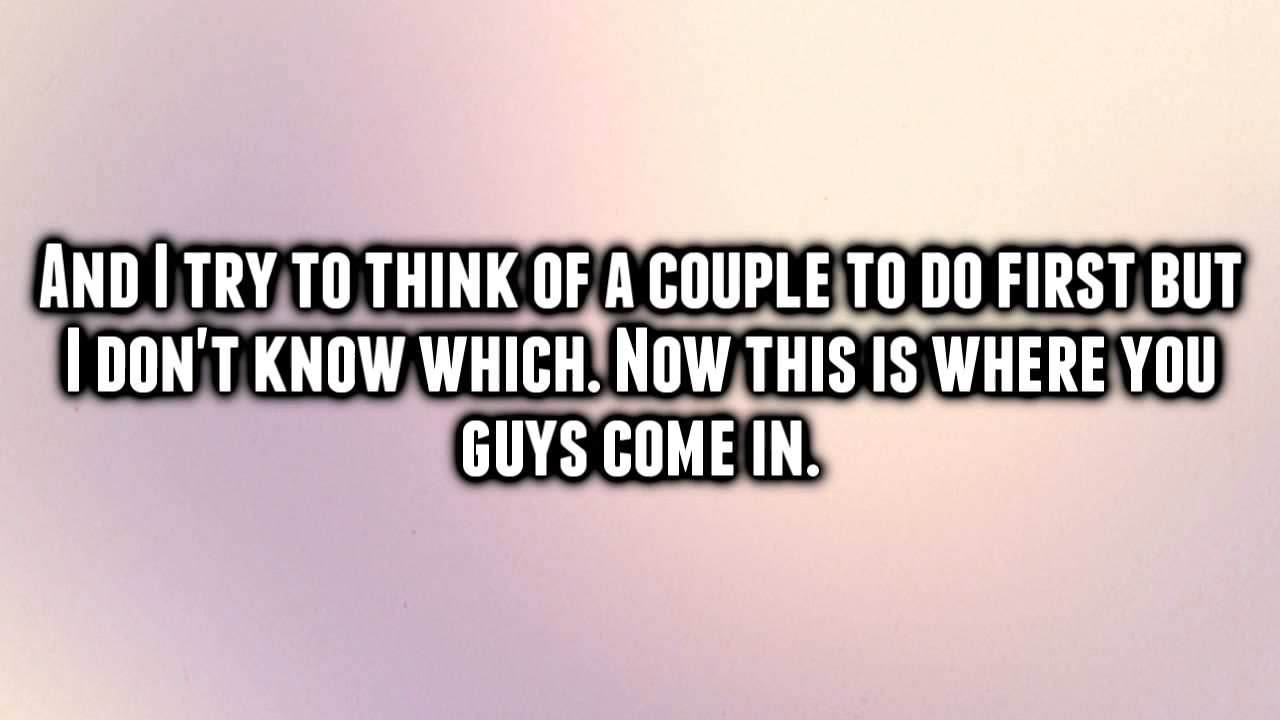 And I try to think of a couple to do first but
I don't know which. Now this is where you
guys come in.